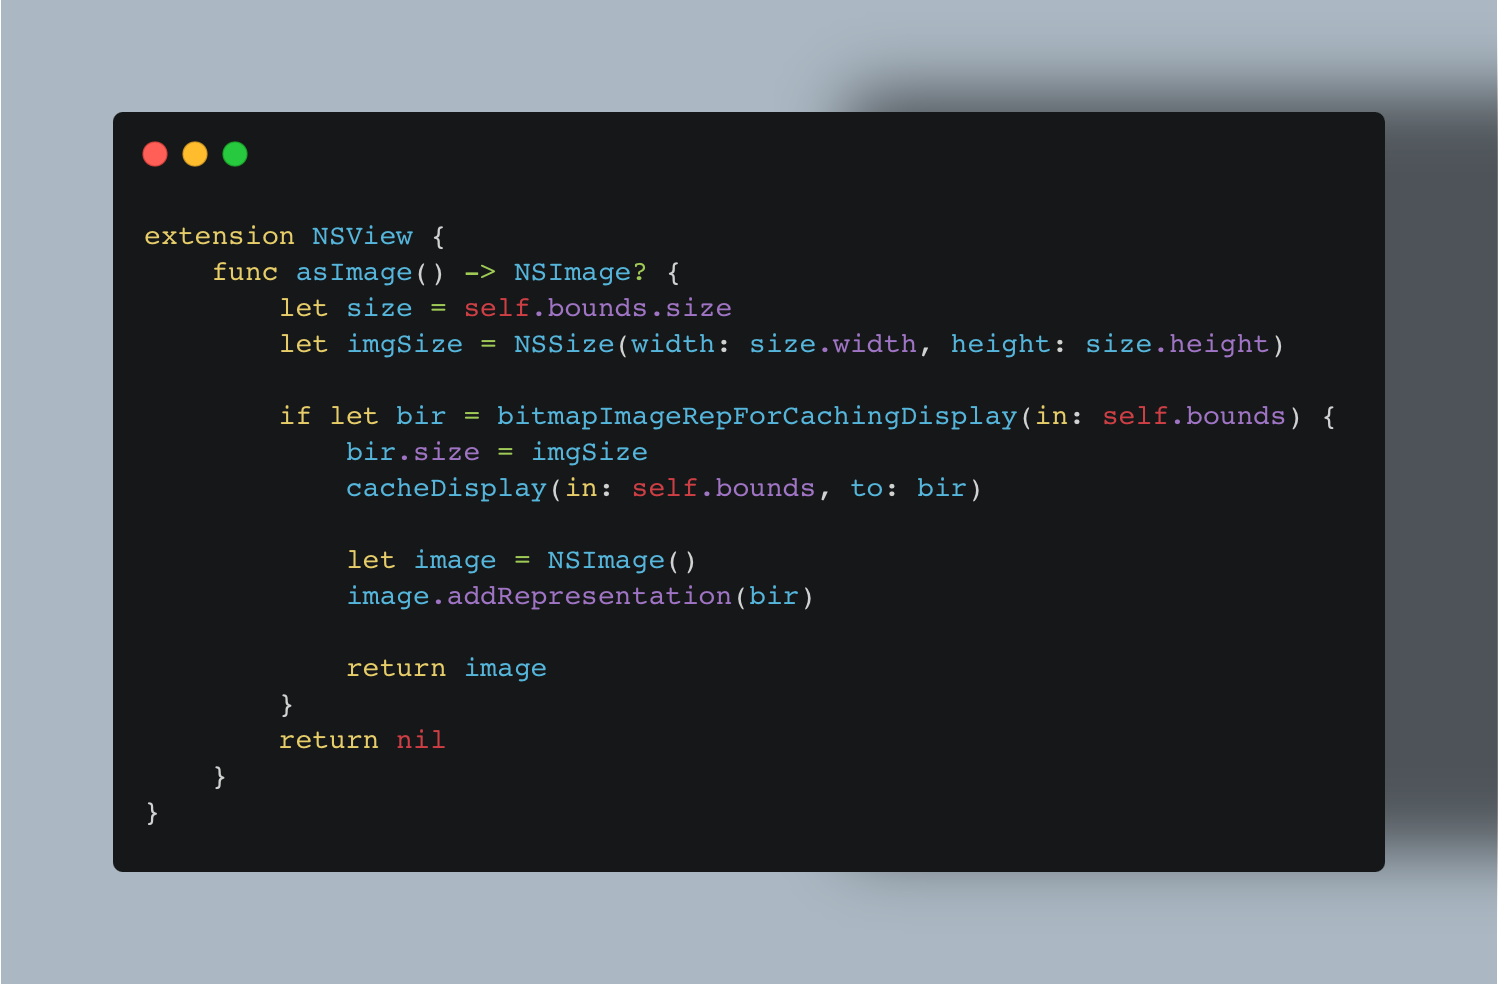 extension NSView {
    func asImage() -> NSImage? {
        let size = self.bounds.size
        let imgSize = NSSize(width: size.width, height: size.height)

        if let bir = bitmapImageRepForCachingDisplay(in: self.bounds) {
            bir.size = imgSize
            cacheDisplay(in: self.bounds, to: bir)

            let image = NSImage()
            image.addRepresentation(bir)

            return image
        }
        return nil
    }
}